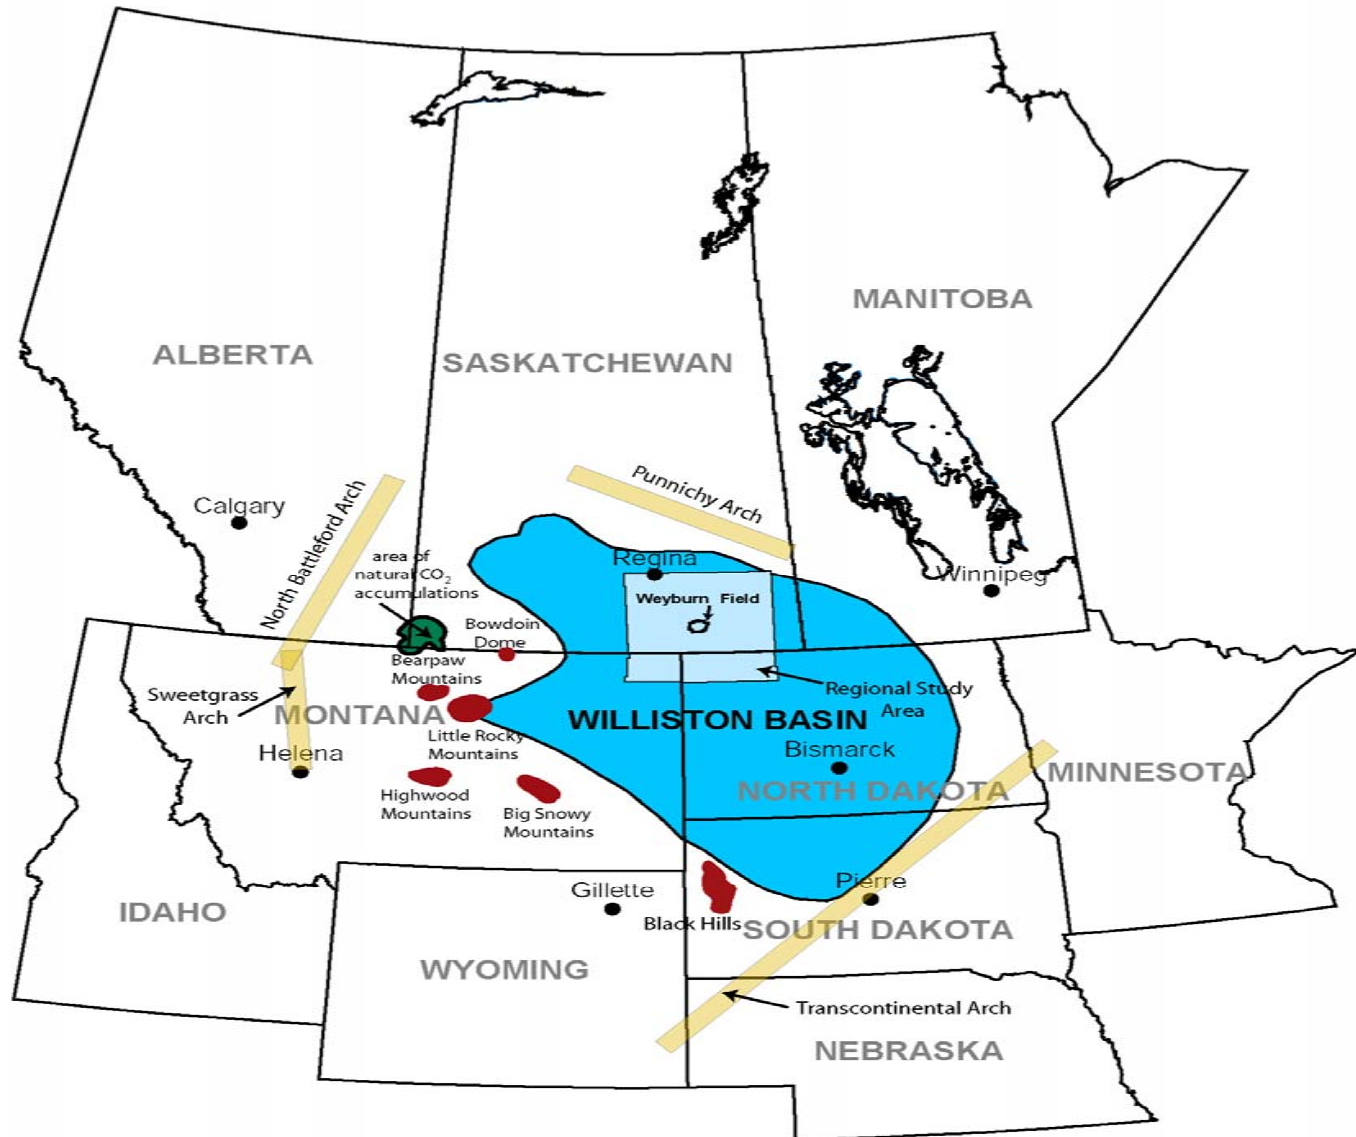 MANITOBA
ALBERTA
SASKATCHEWAN
Punnichy Arch
Calgary
North Battleford Arch
area of
natural CO₂
accumulations
Regina
Winnipeg
Weyburn Field
Bowdoin
Dome
Bearpaw
Mountains
Sweetgrass
Arch
MONTANA
Regional Study
Area
WILLISTON BASIN
Little Rocky
Mountains
Helena
Bismarck
NORTH DAKOTA
MINNESOTA
Highwood
Mountains
Big Snowy
Mountains
Gillette
Pierre
IDAHO
Black Hills
SOUTH DAKOTA
WYOMING
Transcontinental Arch
NEBRASKA